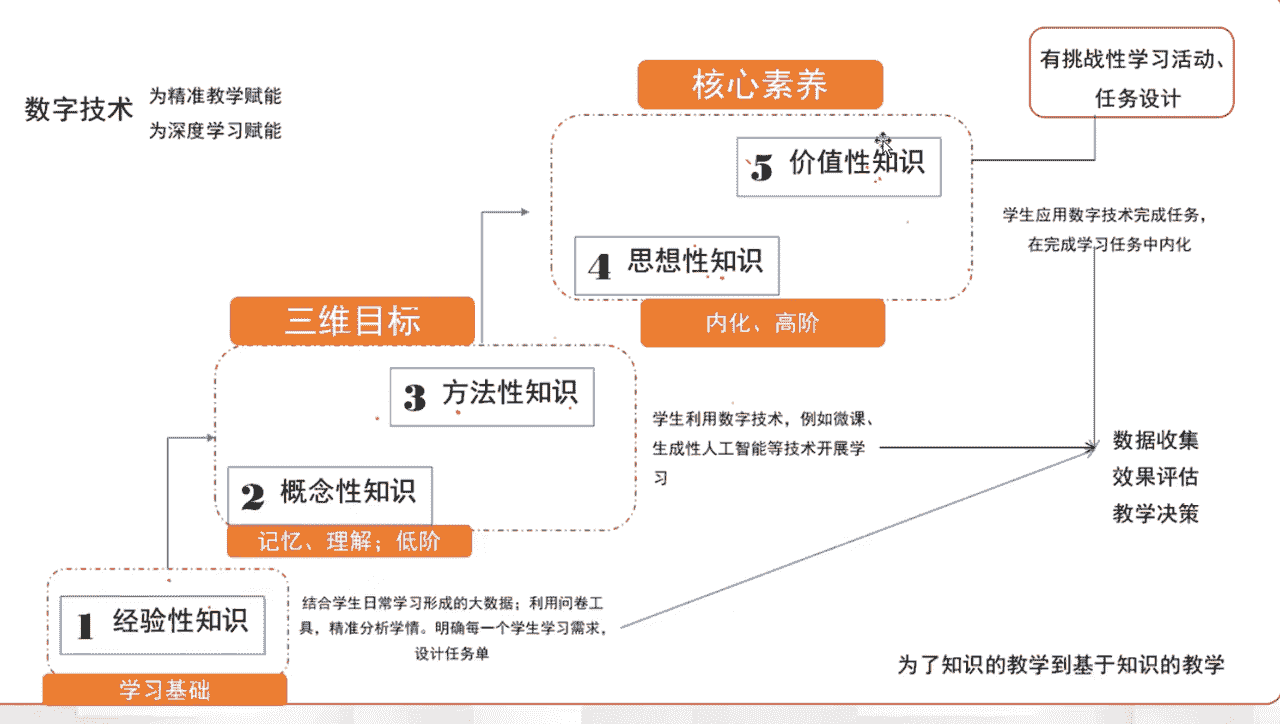 数字技术
为精准教学赋能
为深度学习赋能
核心素养
有挑战性学习活动、
任务设计
5 价值性知识
4 思想性知识
内化、高阶
学生应用数字技术完成任务，
在完成学习任务中内化
三维目标
3 方法性知识
2 概念性知识
记忆、理解；低阶
学生利用数字技术，例如微课、
生成性人工智能等技术开展学
习
数据收集
效果评估
教学决策
1 经验性知识
学习基础
结合学生日常学习形成的大数据；利用问卷工
具，精准分析学情。明确每一个学生学习需求，
设计任务单
为了知识的教学到基于知识的教学